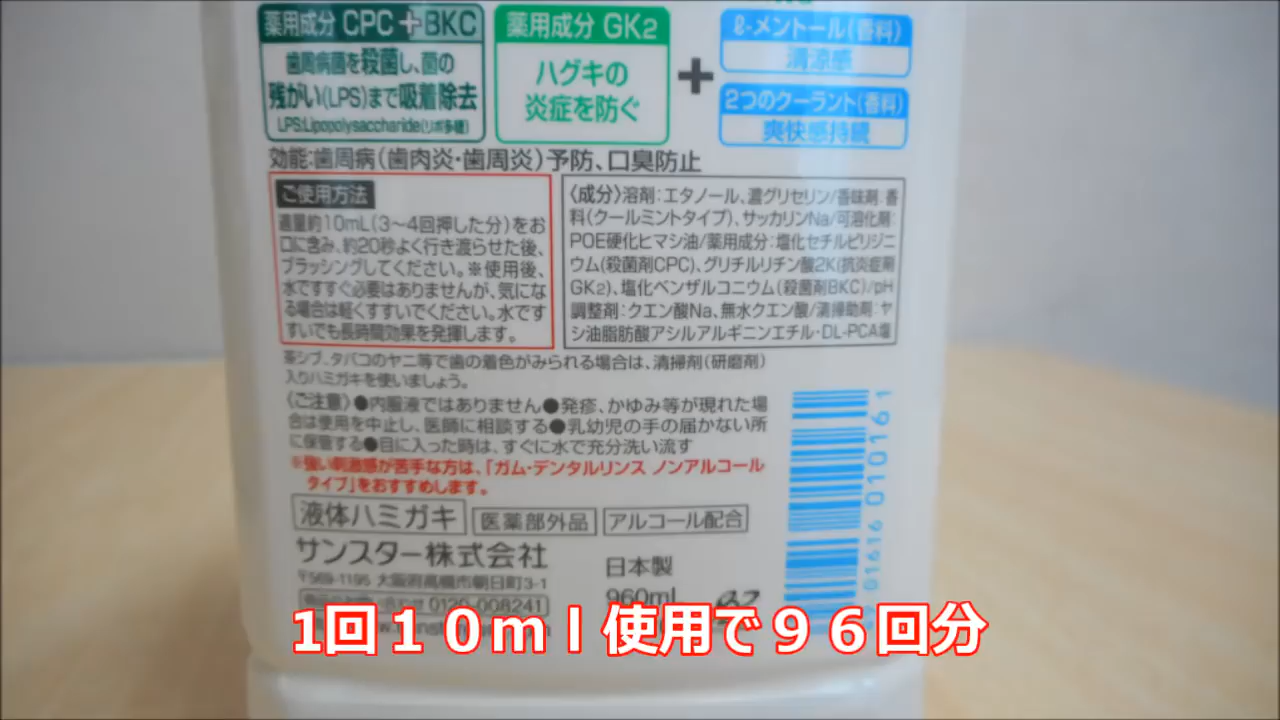 薬用成分 CPC+BKC
歯周病菌を殺菌し、菌の
残がい(LPS)まで吸着除去
LPS:Lipopolysaccharide(リポ多糖)
薬用成分 GK2
ハグキの
炎症を防ぐ
+
ℓ-メントール(香料)
清涼感
2つのクーラント(香料)
爽快感持続
効能:歯周病(歯肉炎・歯周炎)予防、口臭防止
ご使用方法
適量約10mL(3〜4回押した分)をお
口に含み、約20秒よく行き渡らせた後、
ブラッシングしてください。※使用後、
水ですすぐ必要はありませんが、気にな
る場合は軽くすすいでください。水です
すいでも長時間効果を発揮します。
〈成分〉溶剤:エタノール、濃グリセリン/香味剤:香
料(クールミントタイプ)、サッカリンNa/可溶化剤:
POE硬化ヒマシ油/薬用成分:塩化セチルピリジニ
ウム(殺菌剤CPC)、グリチルリチン酸2K(抗炎症剤
GK2)、塩化ベンザルコニウム(殺菌剤BKC)/pH
調整剤:クエン酸Na、無水クエン酸/清掃助剤:ヤ
シ油脂肪酸アシルアルギニンエチル・DL-PCA塩
茶シブ、タバコのヤニ等で歯の着色がみられる場合は、清掃剤(研磨剤)
入りハミガキを使いましょう。
〈ご注意〉●内服液ではありません●発疹、かゆみ等が現れた場
合は使用を中止し、医師に相談する●乳幼児の手の届かない所
に保管する●目に入った時は、すぐに水で充分洗い流す
※強い刺激感が苦手な方は、「ガム・デンタルリンス ノンアルコール
タイプ」をおすすめします。
液体ハミガキ 医薬部外品 アルコール配合
サンスター株式会社
〒569-1195 大阪府高槻市朝日町3-1
0120-008241
日本製
960mL
01616 010161
1回１０ｍｌ使用で９６回分